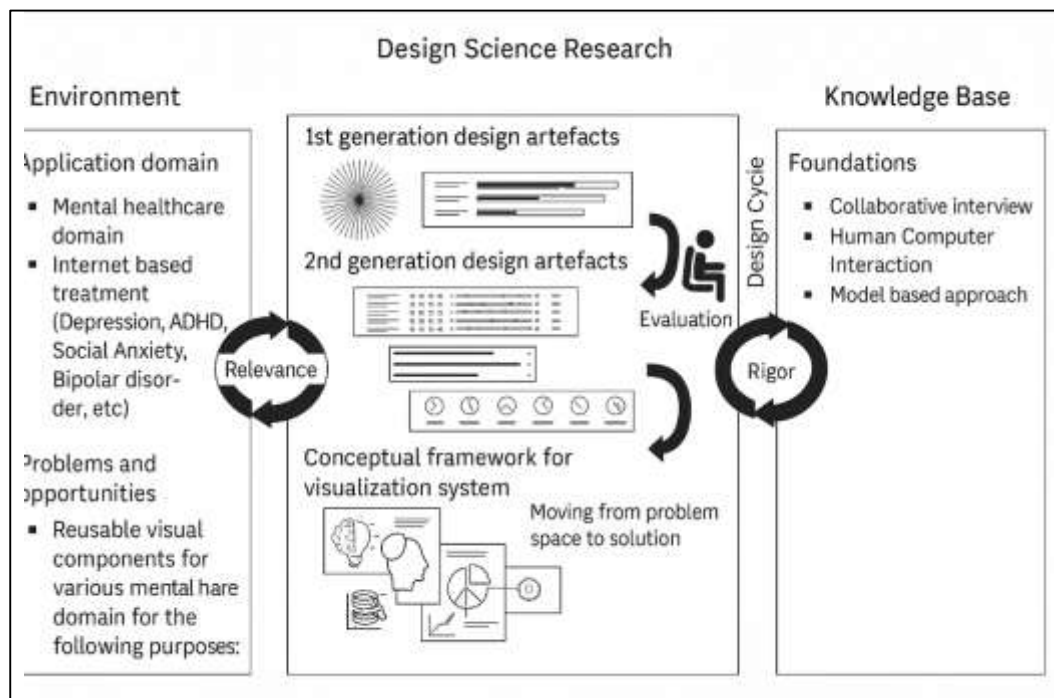 Design Science Research
Environment
Application domain
▪ Mental healthcare
domain
▪ Internet based
treatment
(Depression, ADHD,
Social Anxiety,
Bipolar disor-
der, etc)
Problems and
opportunities
▪ Reusable visual
components for
various mental hare
domain for the
following purposes:
Relevance
1st generation design artefacts
2nd generation design artefacts
Evaluation
Conceptual framework for
visualization system
Moving from problem
space to solution
Design Cycle
Rigor
Knowledge Base
Foundations
▪ Collaborative interview
▪ Human Computer
Interaction
▪ Model based approach